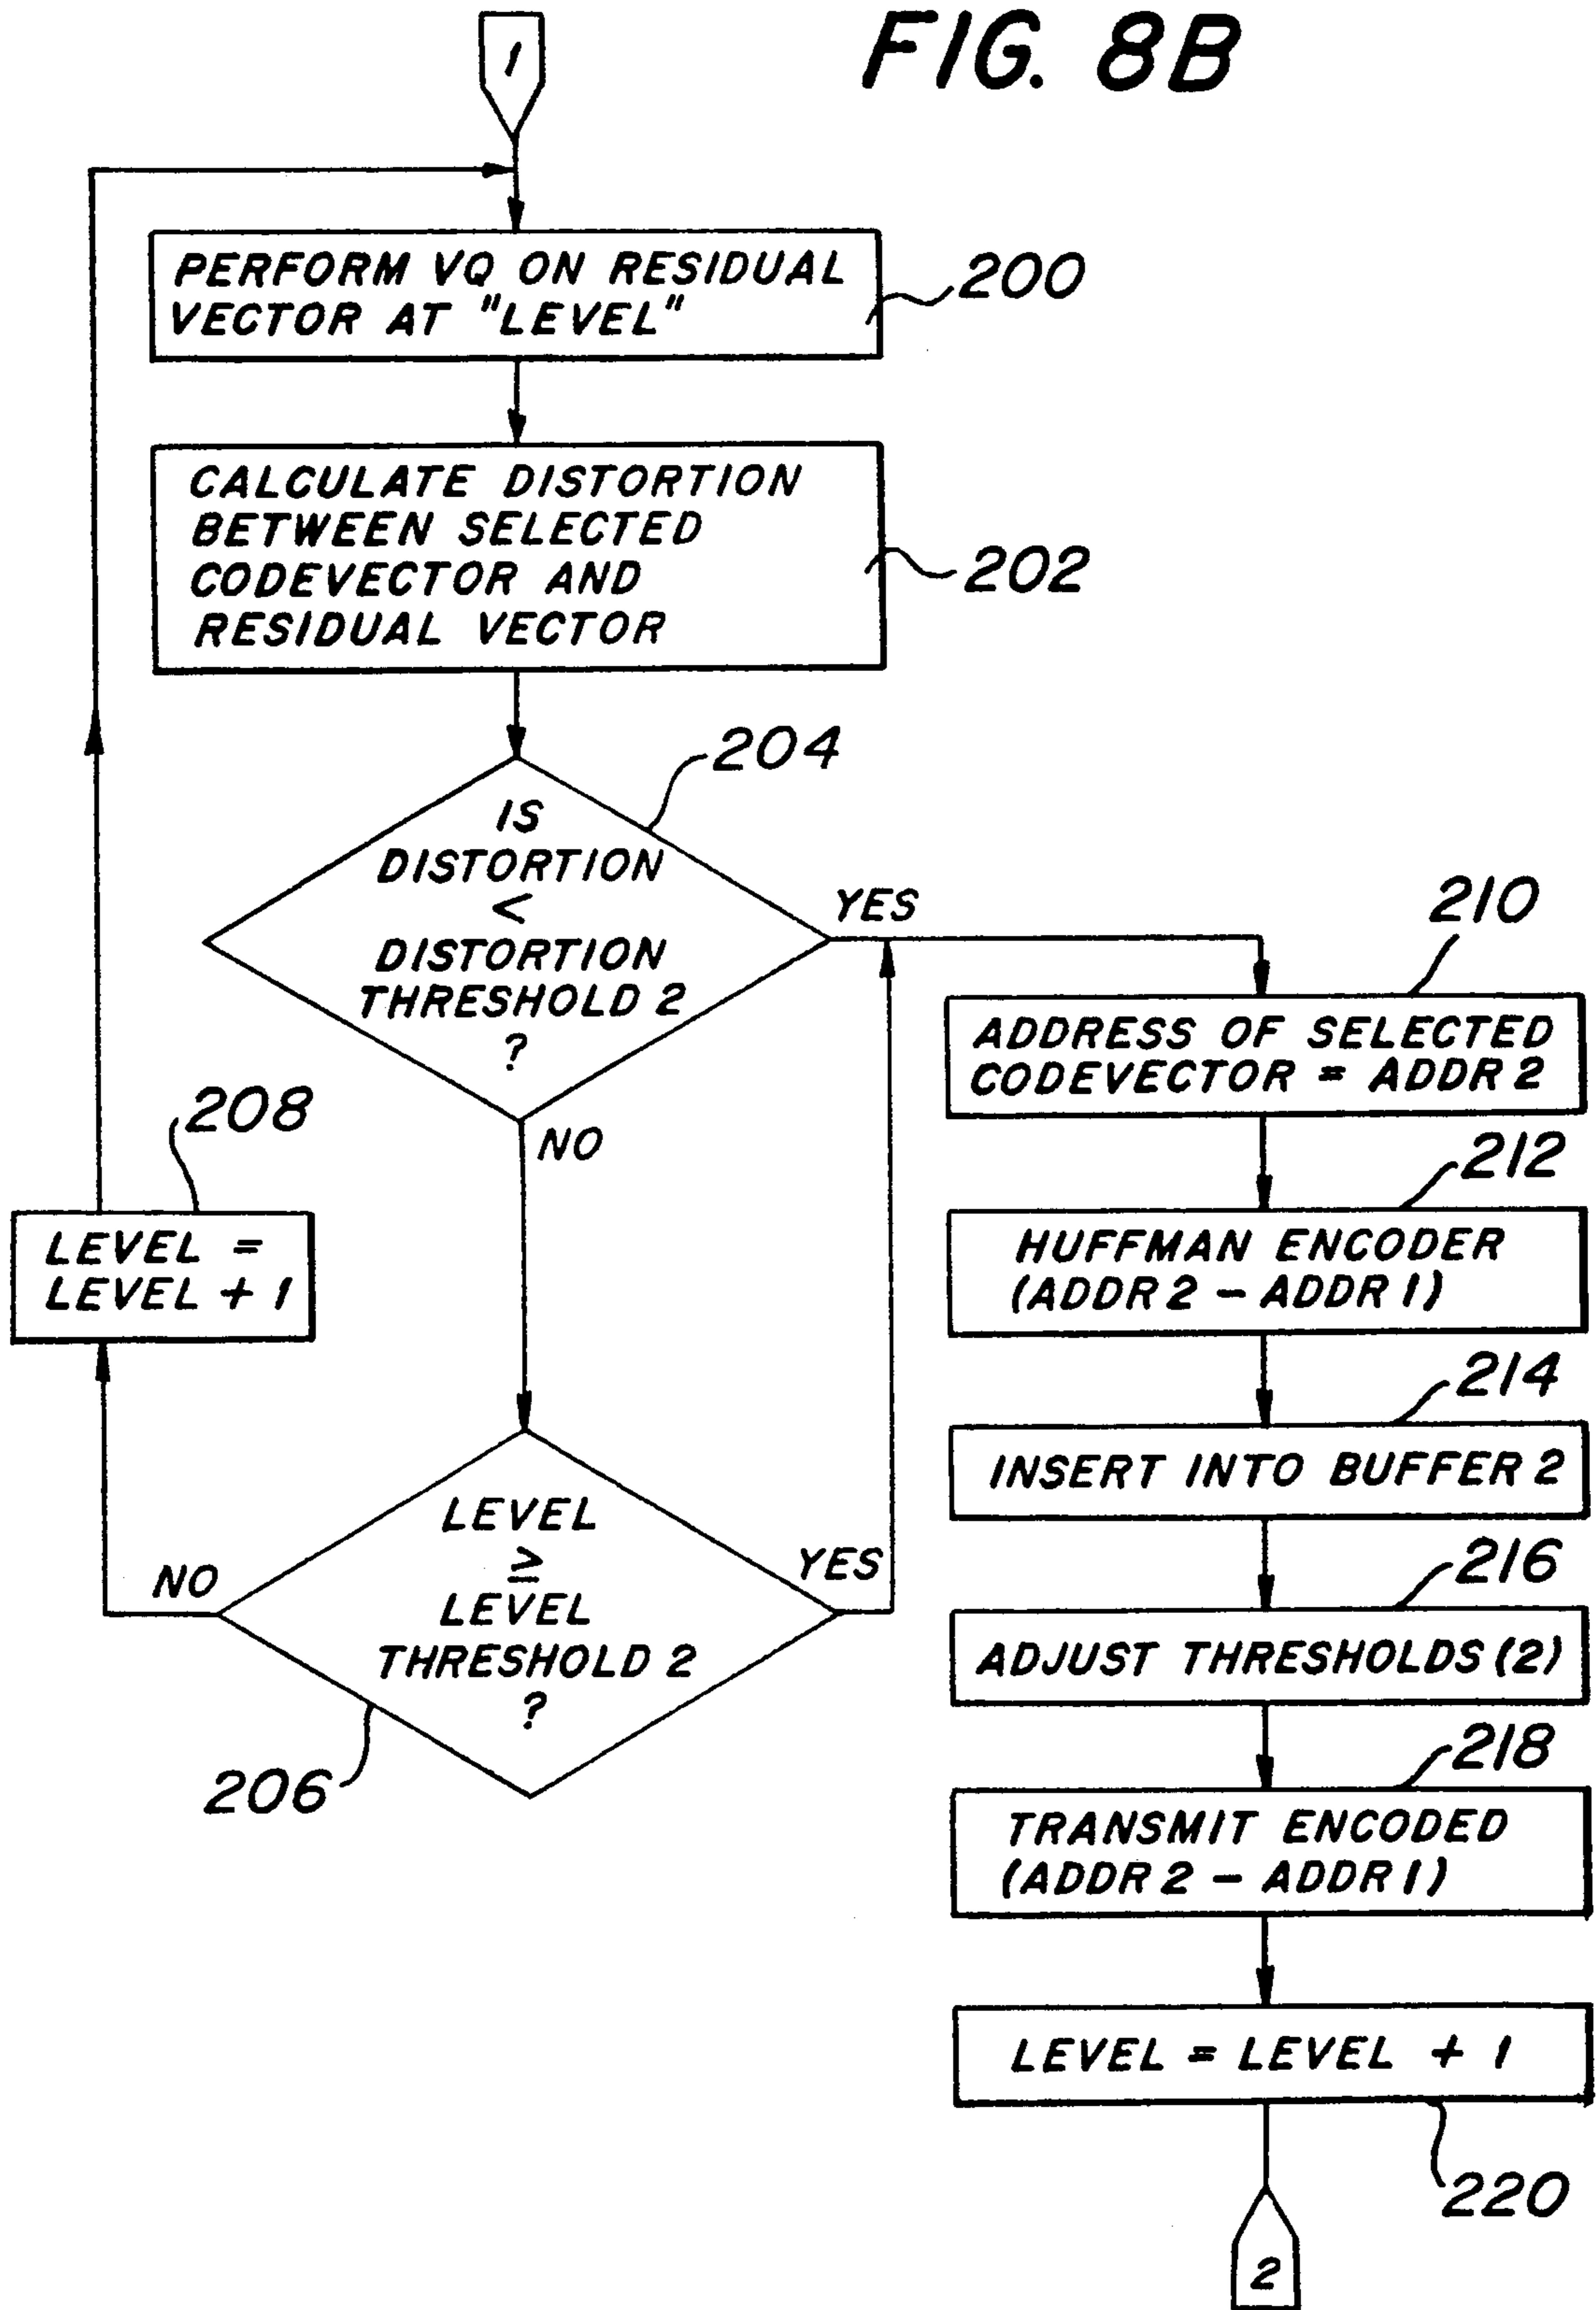 FIG. 8B
1
PERFORM VQ ON RESIDUAL
VECTOR AT "LEVEL"
200
CALCULATE DISTORTION
BETWEEN SELECTED
CODEVECTOR AND
RESIDUAL VECTOR
202
204
IS
DISTORTION
<
DISTORTION
THRESHOLD 2
?
YES
NO
208
LEVEL =
LEVEL + 1
LEVEL
≥
LEVEL
THRESHOLD 2
?
NO
YES
206
210
ADDRESS OF SELECTED
CODEVECTOR = ADDR 2
212
HUFFMAN ENCODER
(ADDR 2 - ADDR 1)
214
INSERT INTO BUFFER 2
216
ADJUST THRESHOLDS (2)
218
TRANSMIT ENCODED
(ADDR 2 - ADDR 1)
LEVEL = LEVEL + 1
220
2